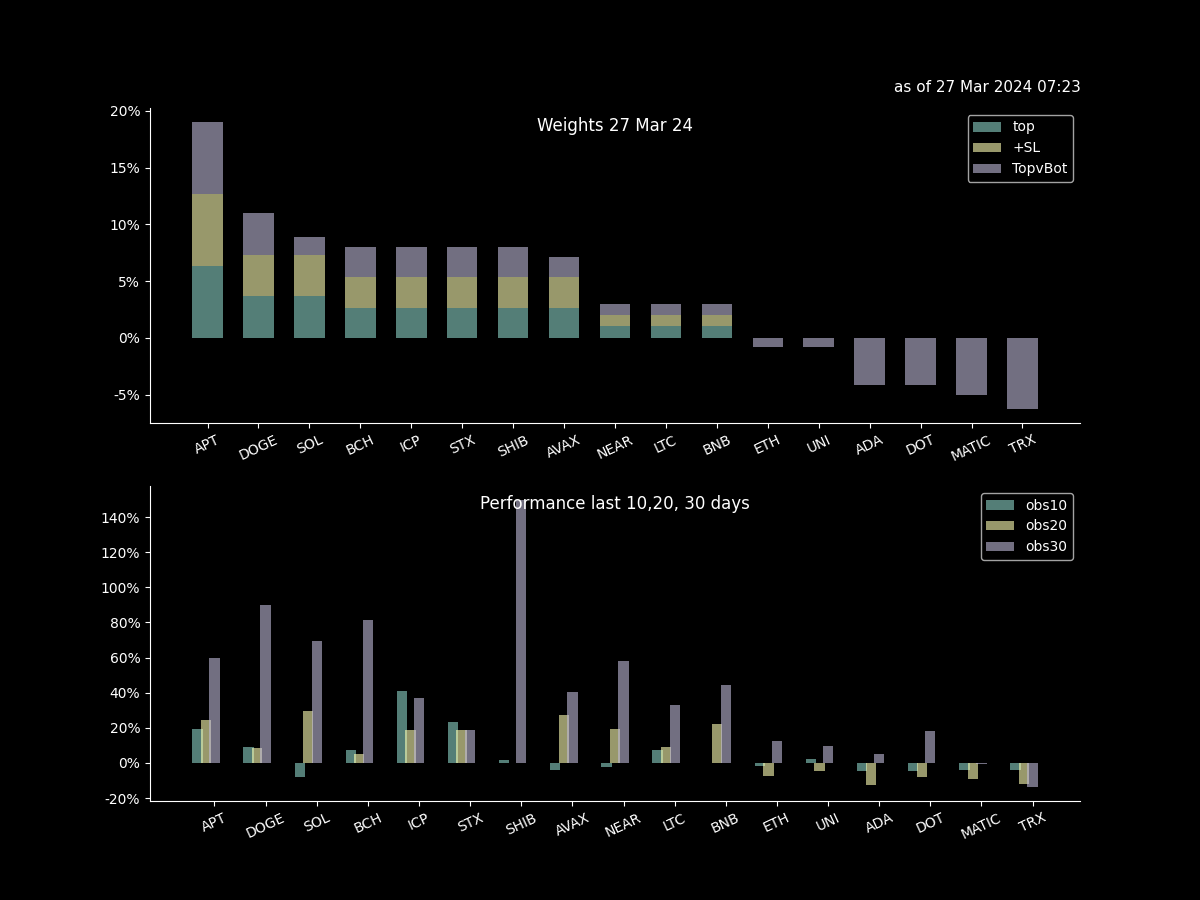 as of 27 Mar 2024 07:23
Weights 27 Mar 24
top
+SL
TopvBot
20%
15%
10%
5%
0%
-5%
APT DOGE SOL BCH ICP STX SHIB AVAX NEAR LTC BNB ETH UNI ADA DOT MATIC TRX
Performance last 10,20, 30 days
obs10
obs20
obs30
140%
120%
100%
80%
60%
40%
20%
0%
-20%
APT DOGE SOL BCH ICP STX SHIB AVAX NEAR LTC BNB ETH UNI ADA DOT MATIC TRX